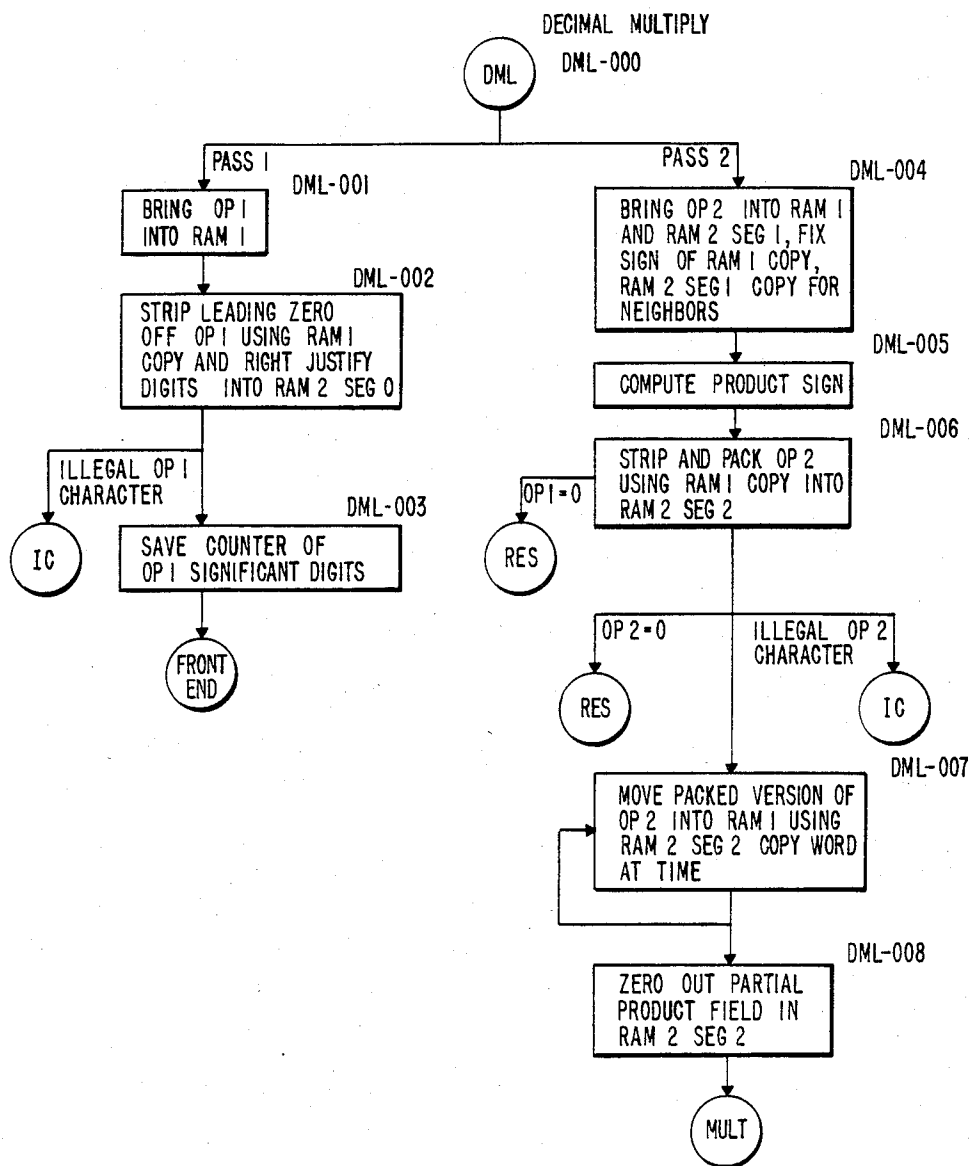 DECIMAL MULTIPLY
DML-000
DML
PASS 1
DML-001
BRING OP 1
INTO RAM 1
DML-002
STRIP LEADING ZERO
OFF OP 1 USING RAM 1
COPY AND RIGHT JUSTIFY
DIGITS INTO RAM 2 SEG 0
ILLEGAL OP 1
CHARACTER
IC
DML-003
SAVE COUNTER OF
OP 1 SIGNIFICANT DIGITS
FRONT
END
PASS 2
DML-004
BRING OP 2 INTO RAM 1
AND RAM 2 SEG 1, FIX
SIGN OF RAM 1 COPY,
RAM 2 SEG 1 COPY FOR
NEIGHBORS
DML-005
COMPUTE PRODUCT SIGN
DML-006
STRIP AND PACK OP 2
USING RAM 1 COPY INTO
RAM 2 SEG 2
OP 1 = 0
RES
OP 2 = 0
RES
ILLEGAL OP 2
CHARACTER
IC
DML-007
MOVE PACKED VERSION OF
OP 2 INTO RAM 1 USING
RAM 2 SEG 2 COPY WORD
AT TIME
DML-008
ZERO OUT PARTIAL
PRODUCT FIELD IN
RAM 2 SEG 2
MULT